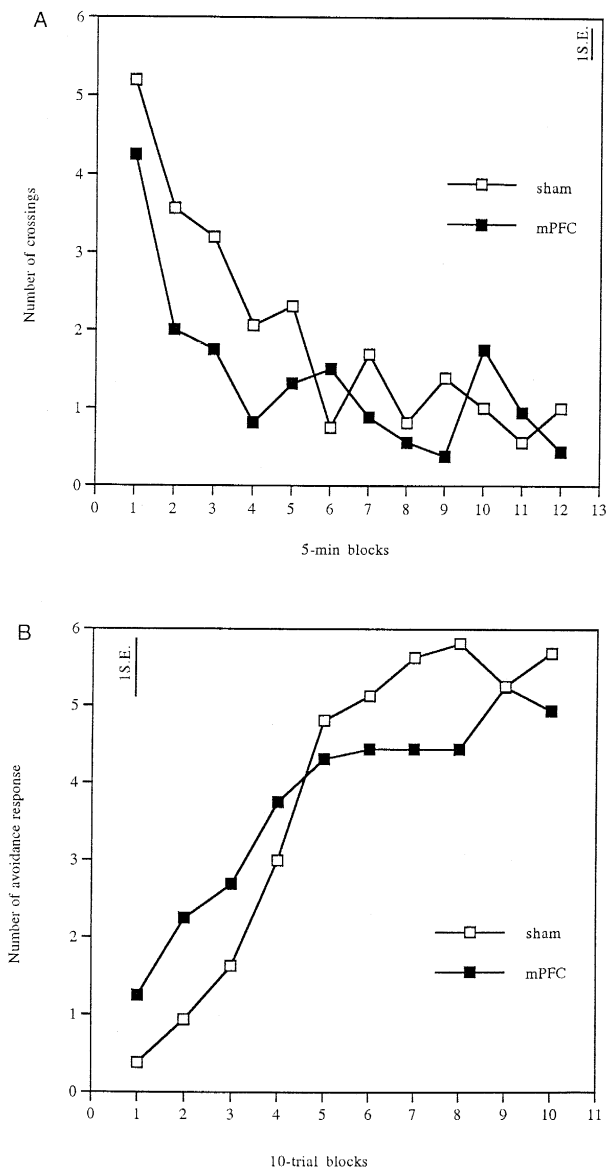 A
6
1S.E.
5
4
sham
mPFC
3
2
1
0
Number of crossings
0 1 2 3 4 5 6 7 8 9 10 11 12 13
5-min blocks
B
6
1S.E.
5
4
3
2
sham
mPFC
1
0
Number of avoidance response
0 1 2 3 4 5 6 7 8 9 10 11
10-trial blocks